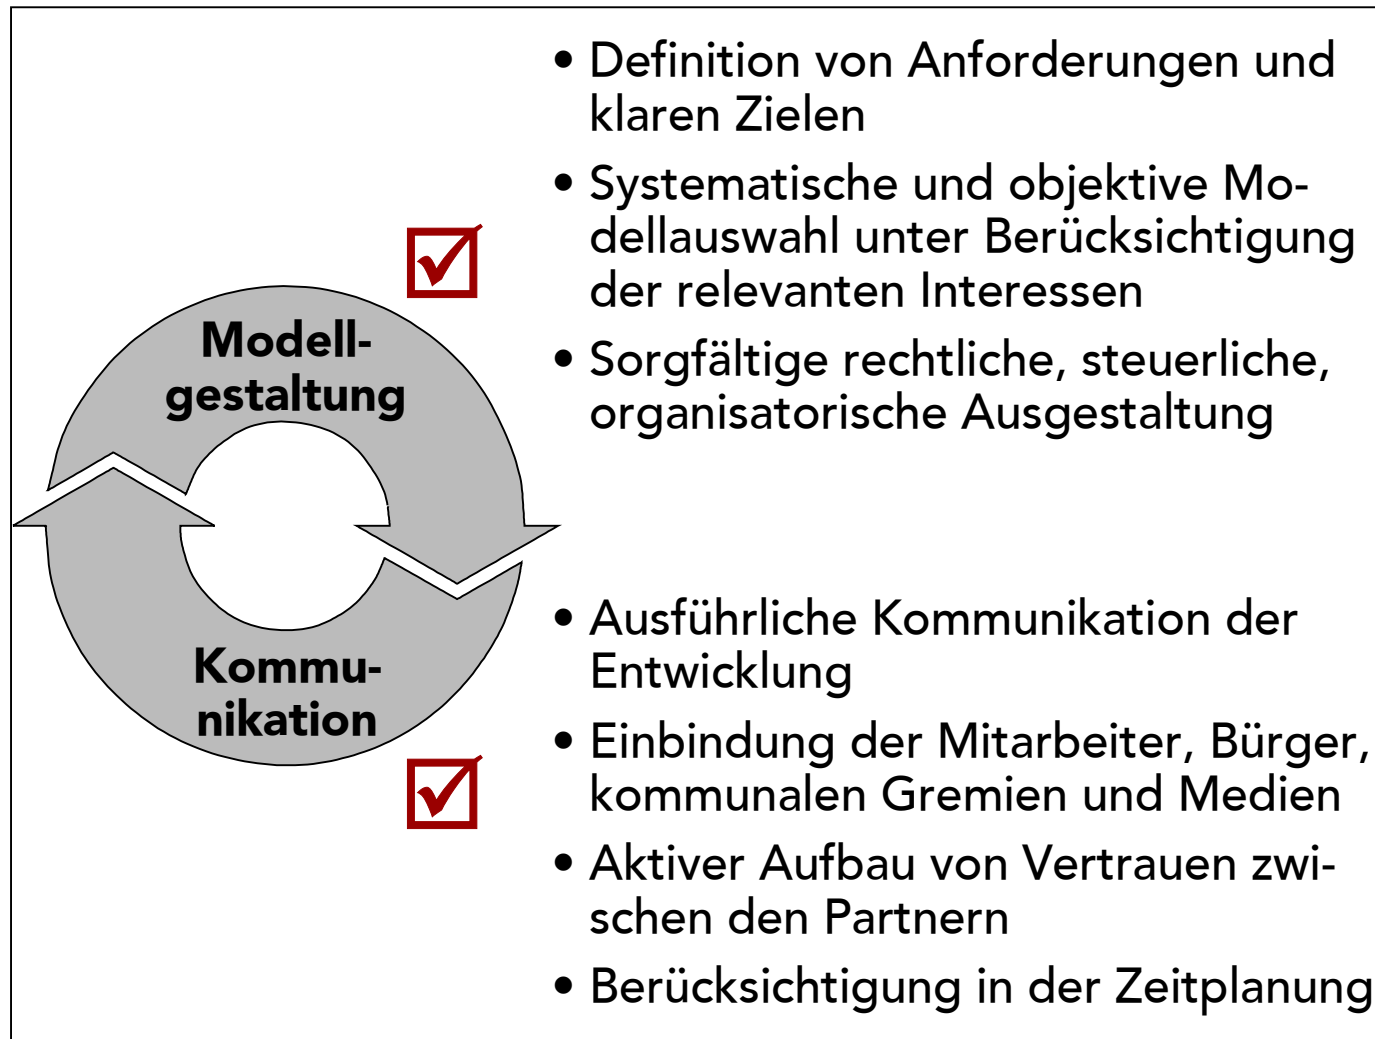 • Definition von Anforderungen und
klaren Zielen
• Systematische und objektive Mo-
dellauswahl unter Berücksichtigung
der relevanten Interessen
• Sorgfältige rechtliche, steuerliche,
organisatorische Ausgestaltung
Modell-
gestaltung
Kommu-
nikation
• Ausführliche Kommunikation der
Entwicklung
• Einbindung der Mitarbeiter, Bürger,
kommunalen Gremien und Medien
• Aktiver Aufbau von Vertrauen zwi-
schen den Partnern
• Berücksichtigung in der Zeitplanung